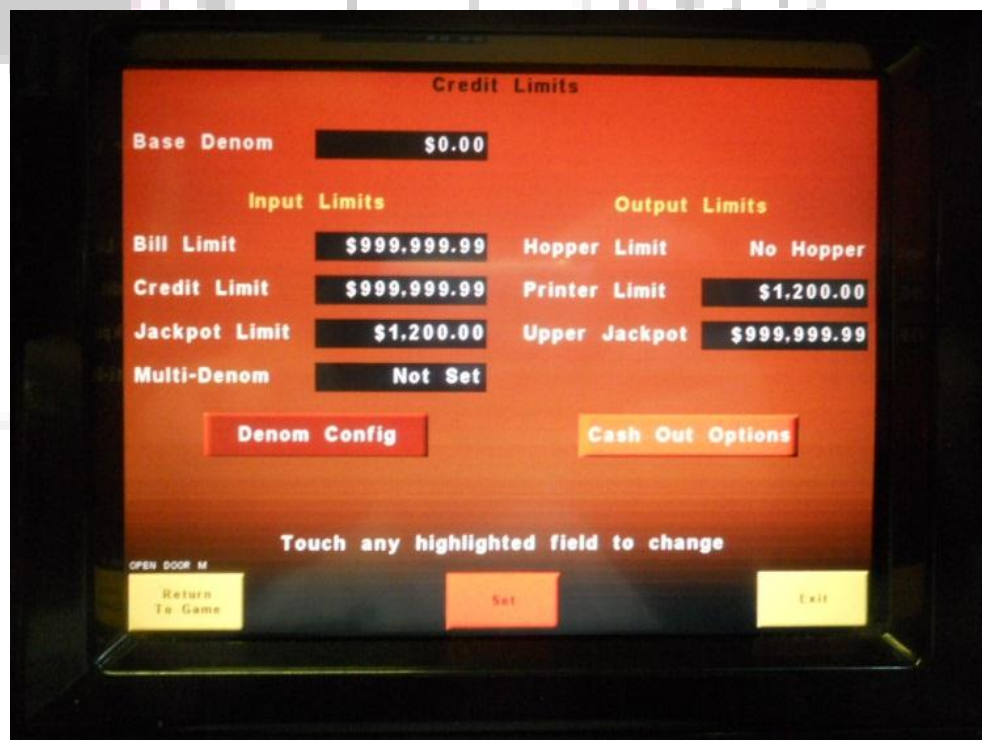 Credit Limits
Base Denom $0.00
Input Limits Output Limits
Bill Limit $999,999.99 Hopper Limit No Hopper
Credit Limit $999,999.99 Printer Limit $1,200.00
Jackpot Limit $1,200.00 Upper Jackpot $999,999.99
Multi-Denom Not Set
Denom Config Cash Out Options
Touch any highlighted field to change
OPEN DOOR M
Return To Game Set Exit